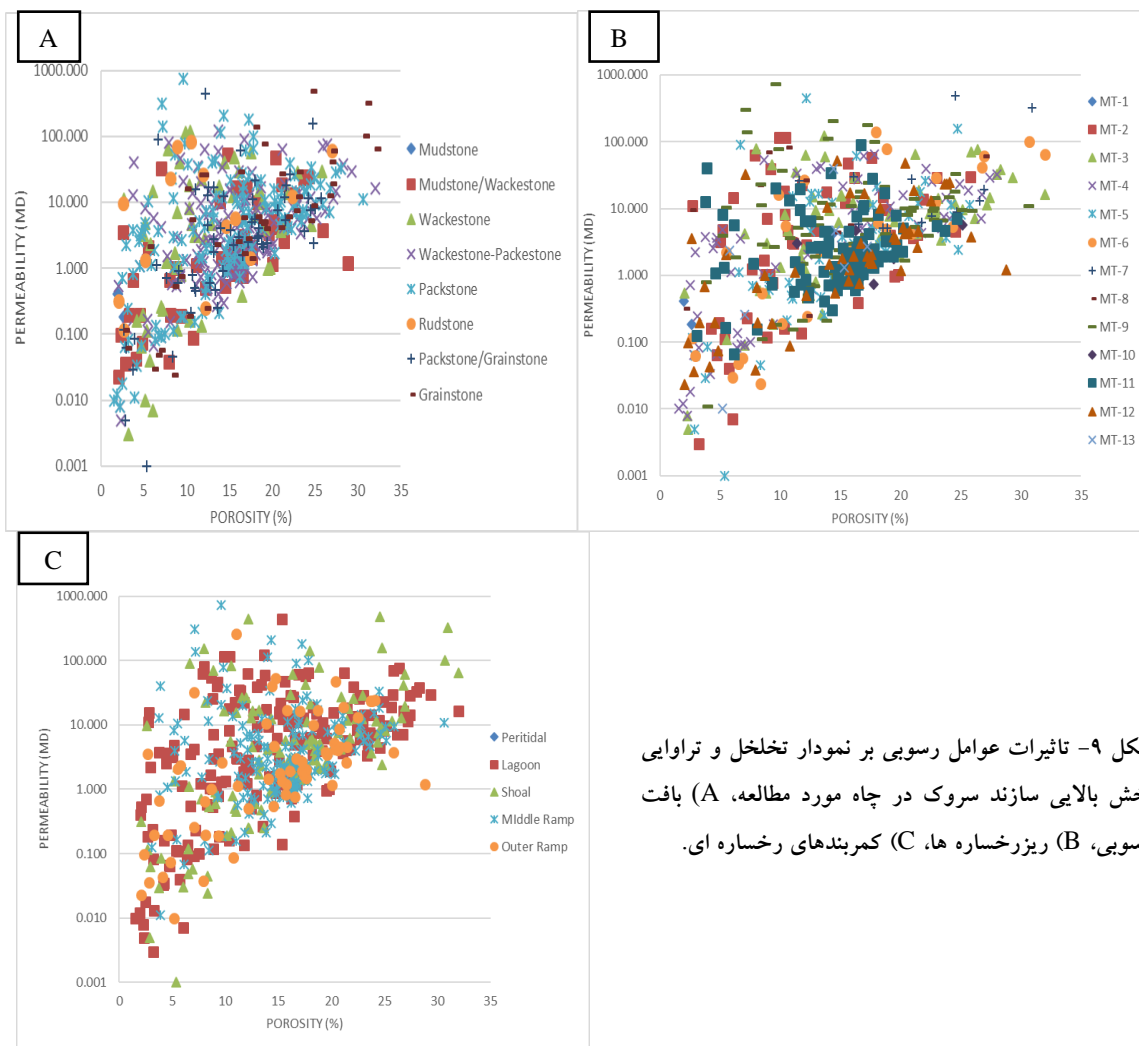 A
1000.000
100.000
10.000
1.000
0.100
0.010
0.001
PERMEABILITY (MD)
0 5 10 15 20 25 30 35
POROSITY (%)
Mudstone
Mudstone/Wackestone
Wackestone
Wackestone-Packestone
Packstone
Rudstone
Packstone/Grainstone
Grainstone
B
1000.000
100.000
10.000
1.000
0.100
0.010
0.001
PERMEABILITY (MD)
0 5 10 15 20 25 30 35
POROSITY (%)
MT-1
MT-2
MT-3
MT-4
MT-5
MT-6
MT-7
MT-8
MT-9
MT-10
MT-11
MT-12
MT-13
C
1000.000
100.000
10.000
1.000
0.100
0.010
0.001
PERMEABILITY (MD)
0 5 10 15 20 25 30 35
POROSITY (%)
Peritidal
Lagoon
Shoal
MIddle Ramp
Outer Ramp
کل ۹- تاثیرات عوامل رسوبی بر نمودار تخلخل و تراوایی
خش بالایی سازند سروک در چاه مورد مطالعه، A) بافت
سوبی، B) ریزرخساره ها، C) کمربندهای رخساره ای.